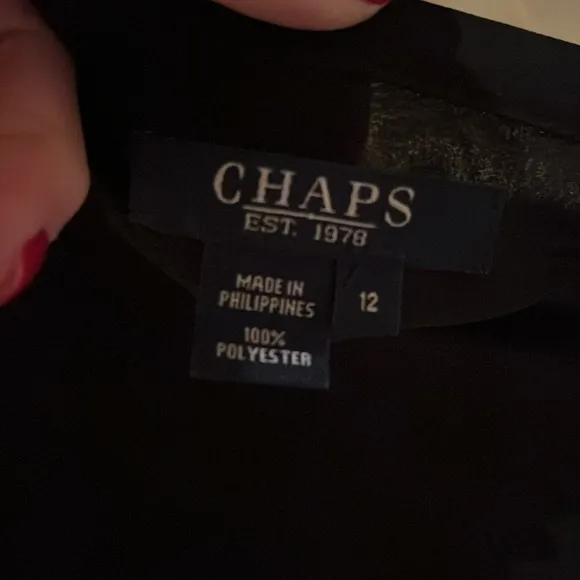 CHAPS
EST. 1978
MADE IN
PHILIPPINES
100%
POLYESTER
12